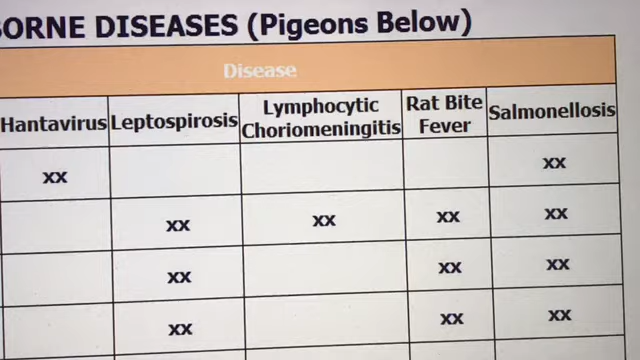 BORNE DISEASES (Pigeons Below)
Disease
Hantavirus Leptospirosis Lymphocytic Choriomeningitis Rat Bite Fever Salmonellosis
xx xx
xx xx xx xx
xx xx xx
xx xx xx